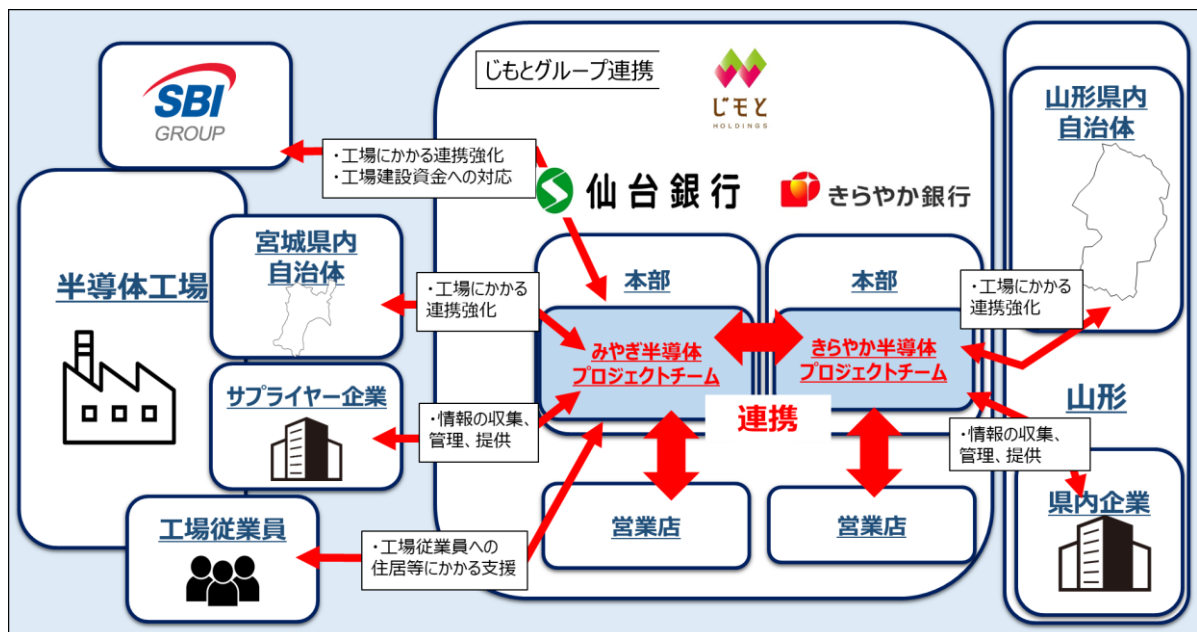 じもとグループ連携
じモと
HOLDINGS
SBI
GROUP
・工場にかかる連携強化
・工場建設資金への対応
仙台銀行
きらやか銀行
山形県内
自治体
半導体工場
宮城県内
自治体
・工場にかかる
連携強化
本部
本部
・工場にかかる
連携強化
みやぎ半導体
プロジェクトチーム
きらやか半導体
プロジェクトチーム
連携
山形
サプライヤー企業
・情報の収集、
管理、提供
・情報の収集、
管理、提供
県内企業
工場従業員
・工場従業員への
住居等にかかる支援
営業店
営業店